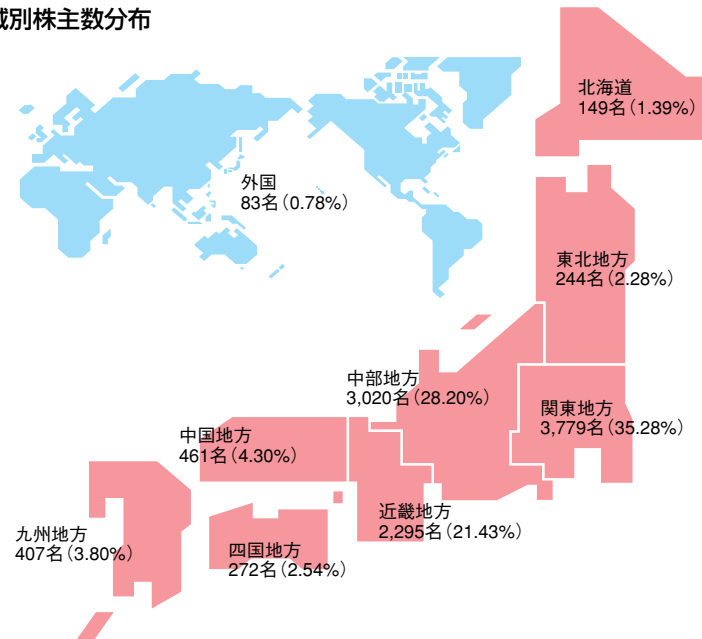 域別株主数分布
北海道
149名（1.39%）
外国
83名（0.78%）
東北地方
244名（2.28%）
中部地方
3,020名（28.20%）
関東地方
3,779名（35.28%）
中国地方
461名（4.30%）
近畿地方
2,295名（21.43%）
九州地方
407名（3.80%）
四国地方
272名（2.54%）